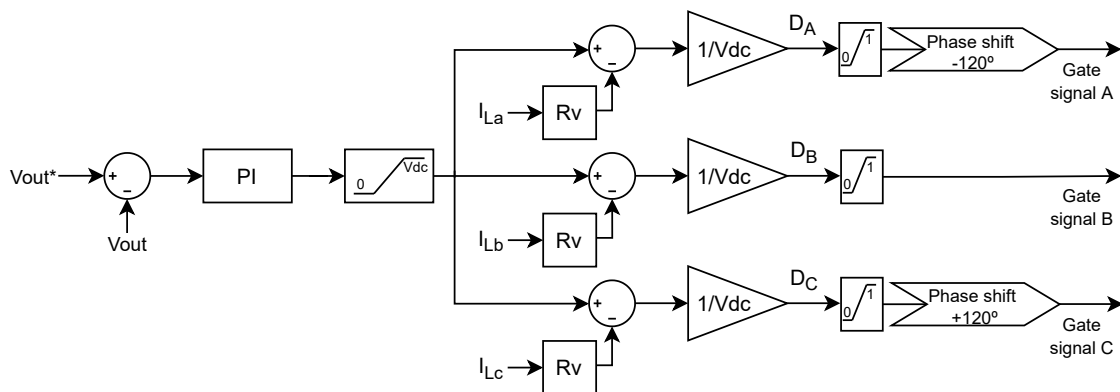 D_A
1/Vdc
0 1
Phase shift
-120º
Gate
signal A
+
−
I_La
Rv
Vout*
+
−
Vout
PI
0 Vdc
D_B
+
−
1/Vdc
0 1
Gate
signal B
I_Lb
Rv
D_C
+
−
1/Vdc
0 1
Phase shift
+120º
Gate
signal C
I_Lc
Rv